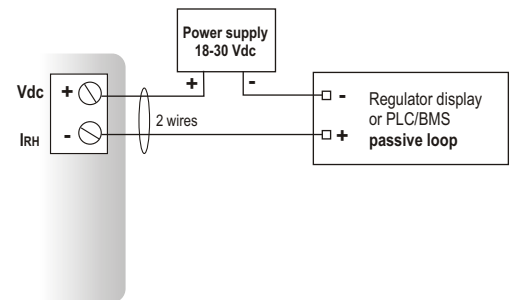 Power supply
18-30 Vdc
+ -
Vdc + - Regulator display
or PLC/BMS
2 wires
IRH - + passive loop